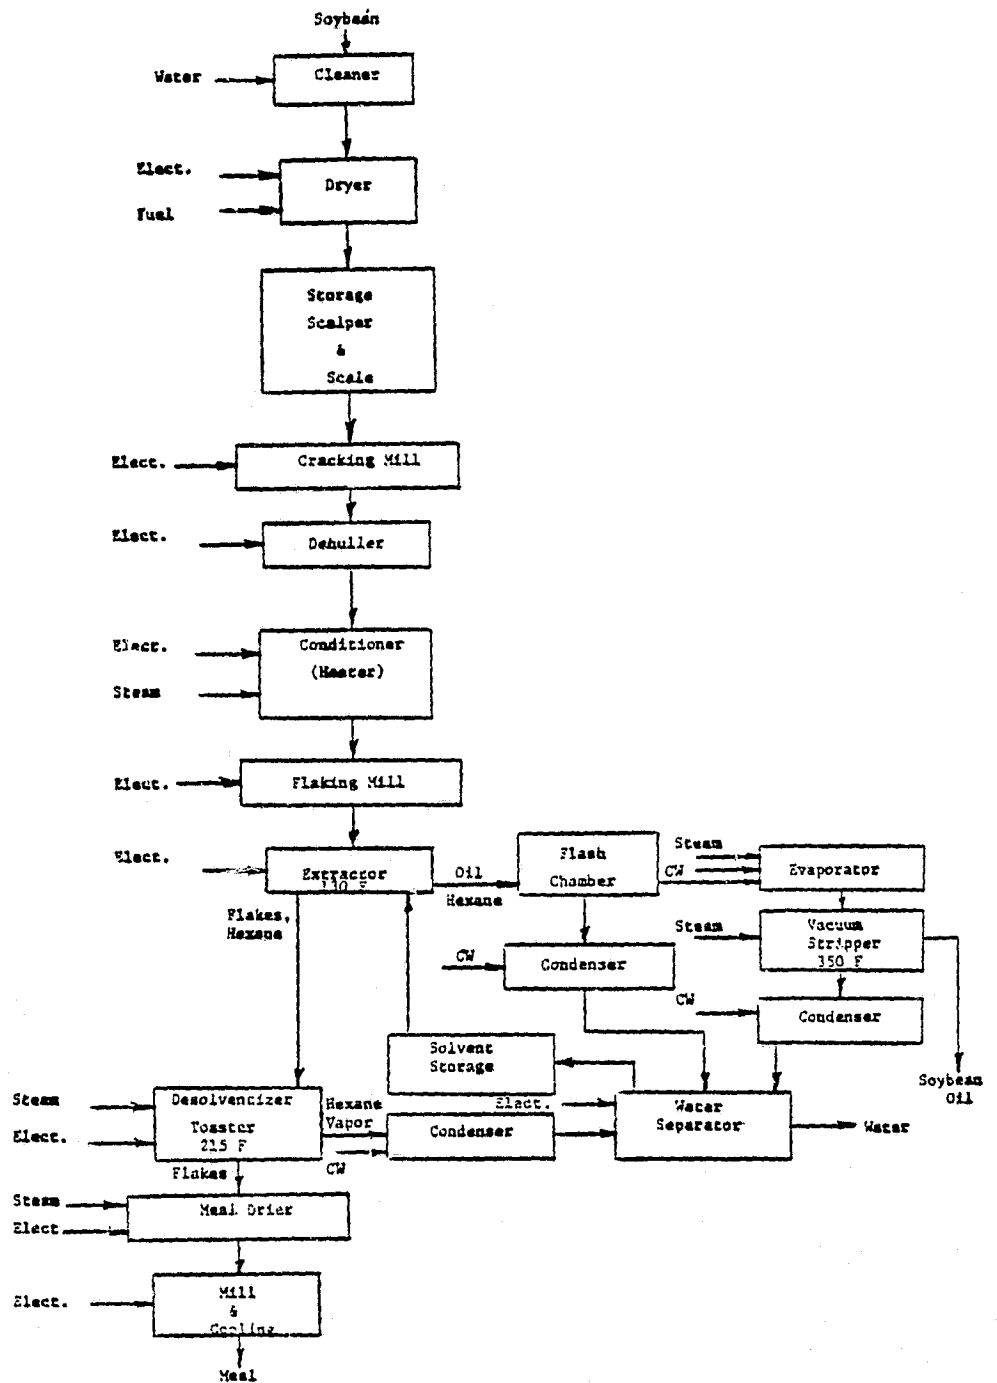 Soybean
Water
Cleaner
Elect.
Dryer
Fuel
Storage
Scalper
&
Scale
Elect.
Cracking Mill
Elect.
Dehuller
Elect.
Conditioner
(Heater)
Steam
Elect.
Flaking Mill
Elect.
Extractor
130 F
Oil
Hexane
Flash
Chamber
Steam
CW
Evaporator
Flakes,
Hexane
CW
Condenser
Steam
Vacuum
Stripper
350 F
CW
Condenser
Solvent
Storage
Soybean
Oil
Steam
Elect.
Desolventizer
Toaster
215 F
Hexane
Vapor
CW
Condenser
Elect.
Water
Separator
Water
Flakes
Steam
Elect
Meal Drier
Elect.
Mill
&
Cooling
Meal